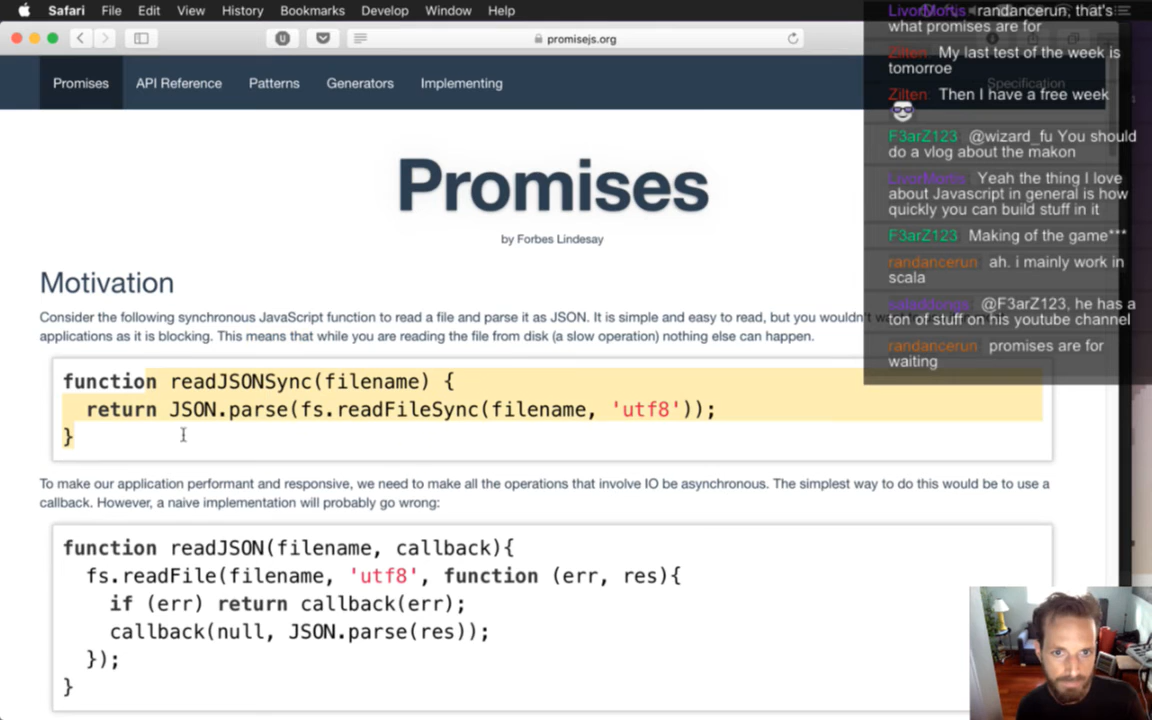 Safari File Edit View History Bookmarks Develop Window Help
promisejs.org
Promises API Reference Patterns Generators Implementing Specification
Promises
by Forbes Lindesay
Motivation
Consider the following synchronous JavaScript function to read a file and parse it as JSON. It is simple and easy to read, but you wouldn't
applications as it is blocking. This means that while you are reading the file from disk (a slow operation) nothing else can happen.
function readJSONSync(filename) {
return JSON.parse(fs.readFileSync(filename, 'utf8'));
}
To make our application performant and responsive, we need to make all the operations that involve IO be asynchronous. The simplest way to do this would be to use a
callback. However, a naive implementation will probably go wrong:
function readJSON(filename, callback){
fs.readFile(filename, 'utf8', function (err, res){
if (err) return callback(err);
callback(null, JSON.parse(res));
});
}
LivorMortis randancerun, that's
what promises are for
Zilten: My last test of the week is
tomorroe
Zilten: Then I have a free week
F3arZ123 @wizard_fu You should
do a vlog about the makon
LivorMortis Yeah the thing I love
about Javascript in general is how
quickly you can build stuff in it
F3arZ123 Making of the game***
randancerun ah. i mainly work in
scala
@F3arZ123, he has a
ton of stuff on his youtube channel
randancerun promises are for
waiting